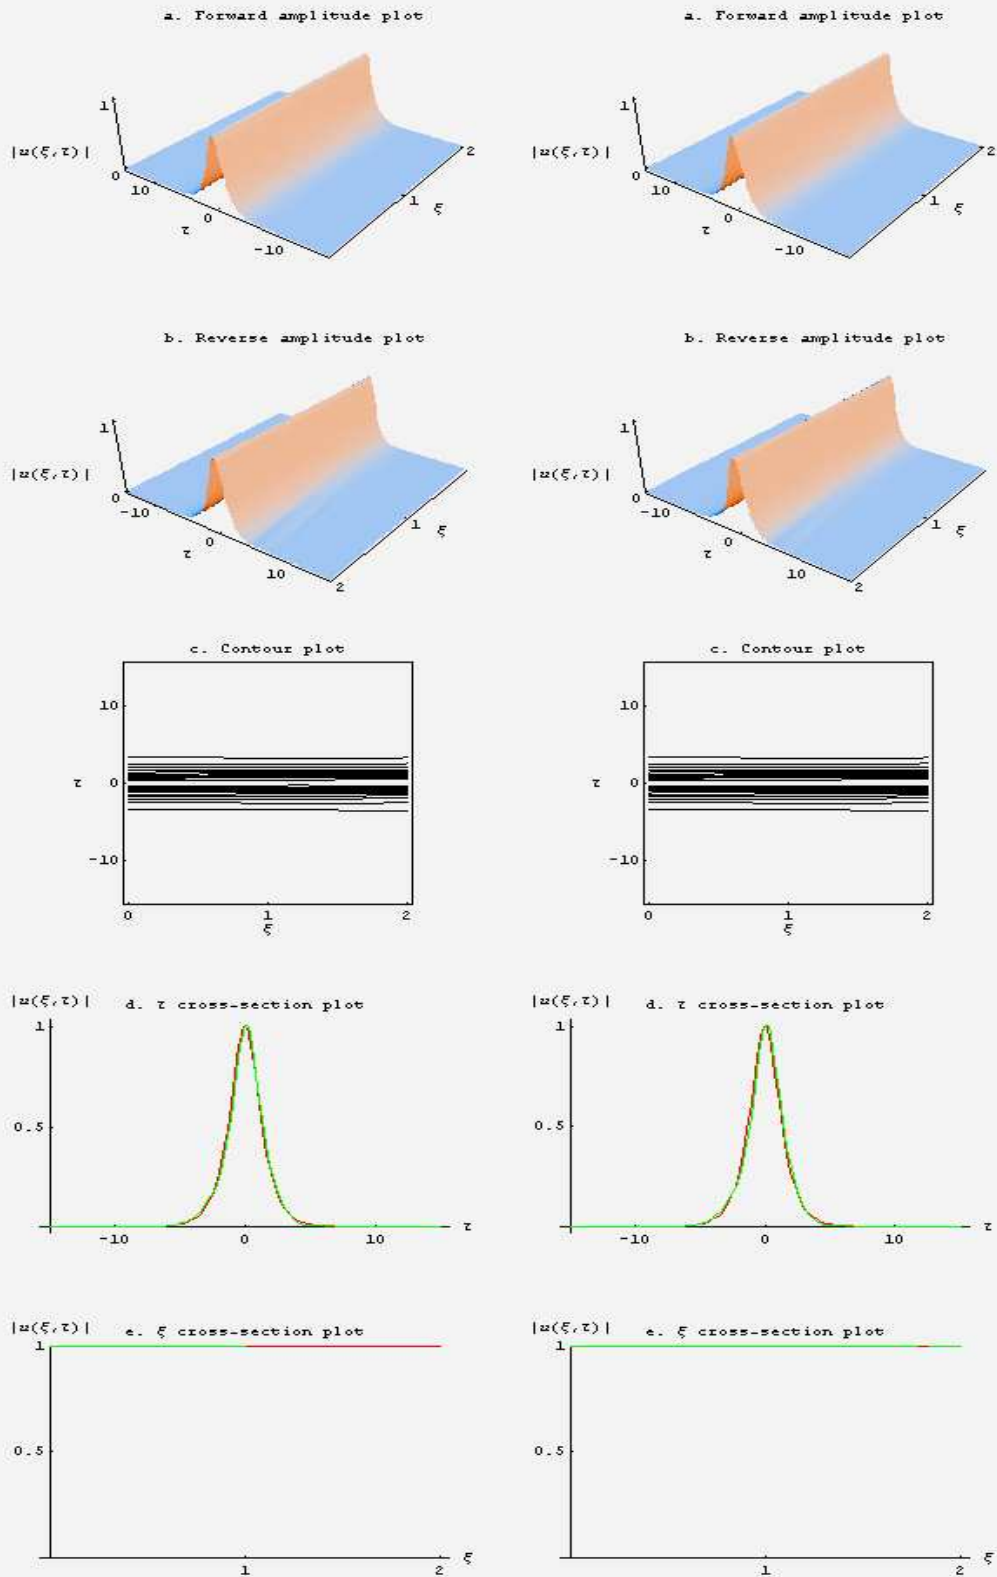 a. Forward amplitude plot
1
|u(ξ,τ)|
0
10
τ
0
-10
ξ
1
2
a. Forward amplitude plot
1
|u(ξ,τ)|
0
10
τ
0
-10
ξ
1
2
b. Reverse amplitude plot
1
|u(ξ,τ)|
0
-10
τ
0
10
2
1
ξ
b. Reverse amplitude plot
1
|u(ξ,τ)|
0
-10
τ
0
10
2
1
ξ
c. Contour plot
10
τ
0
-10
0
1
2
ξ
c. Contour plot
10
τ
0
-10
0
1
2
ξ
|u(ξ,τ)|
d. τ cross-section plot
1
0.5
-10
0
10
τ
|u(ξ,τ)|
d. τ cross-section plot
1
0.5
-10
0
10
τ
|u(ξ,τ)|
e. ξ cross-section plot
1
0.5
1
2
ξ
|u(ξ,τ)|
e. ξ cross-section plot
1
0.5
1
2
ξ